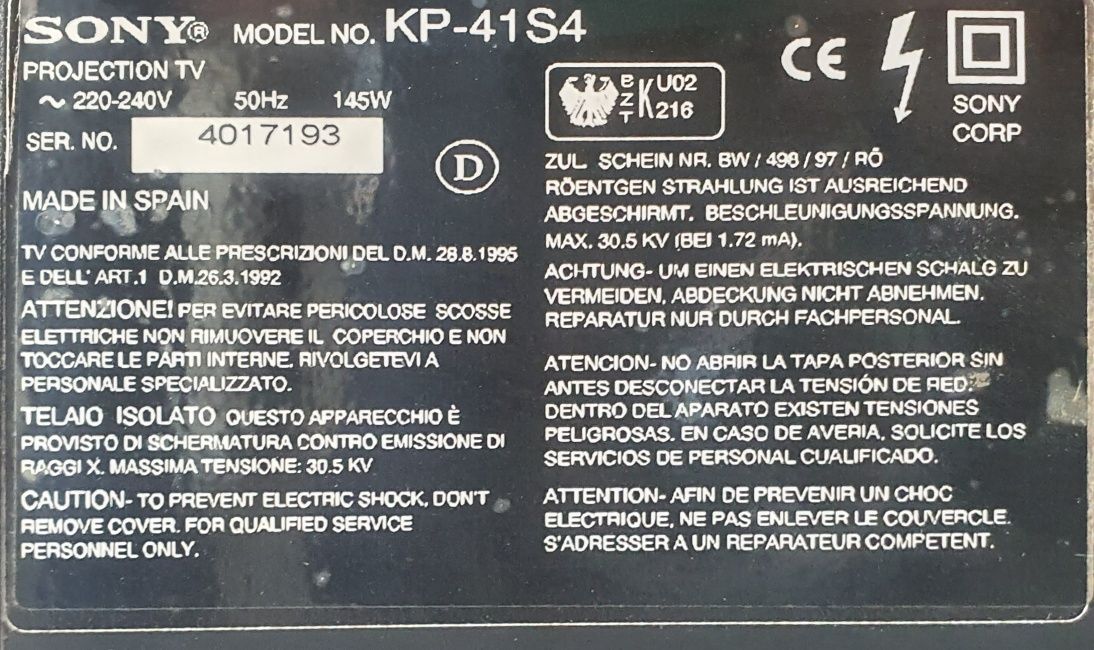 SONY® MODEL NO. KP-41S4
PROJECTION TV
~ 220-240V 50Hz 145W
SER. NO. 4017193
D
MADE IN SPAIN
TV CONFORME ALLE PRESCRIZIONI DEL D.M. 28.8.1995
E DELL' ART.1 D.M.26.3.1992
ATTENZIONE! PER EVITARE PERICOLOSE SCOSSE
ELETTRICHE NON RIMUOVERE IL COPERCHIO E NON
TOCCARE LE PARTI INTERNE. RIVOLGETEVI A
PERSONALE SPECIALIZZATO.
TELAIO ISOLATO QUESTO APPARECCHIO È
PROVISTO DI SCHERMATURA CONTRO EMISSIONE DI
RAGGI X. MASSIMA TENSIONE: 30.5 KV
CAUTION- TO PREVENT ELECTRIC SHOCK, DON'T
REMOVE COVER. FOR QUALIFIED SERVICE
PERSONNEL ONLY.
CE
SONY
CORP
BZT K U02
216
ZUL SCHEIN NR. BW / 498 / 97 / RÖ
RÖENTGEN STRAHLUNG IST AUSREICHEND
ABGESCHIRMT. BESCHLEUNIGUNGSSPANNUNG.
MAX. 30.5 KV (BEI 1.72 mA).
ACHTUNG- UM EINEN ELEKTRISCHEN SCHALG ZU
VERMEIDEN, ABDECKUNG NICHT ABNEHMEN.
REPARATUR NUR DURCH FACHPERSONAL.
ATENCION- NO ABRIR LA TAPA POSTERIOR SIN
ANTES DESCONECTAR LA TENSIÓN DE RED.
DENTRO DEL APARATO EXISTEN TENSIONES
PELIGROSAS. EN CASO DE AVERIA, SOLICITE LOS
SERVICIOS DE PERSONAL CUALIFICADO.
ATTENTION- AFIN DE PREVENIR UN CHOC
ELECTRIQUE, NE PAS ENLEVER LE COUVERCLE.
S'ADRESSER A UN REPARATEUR COMPETENT.